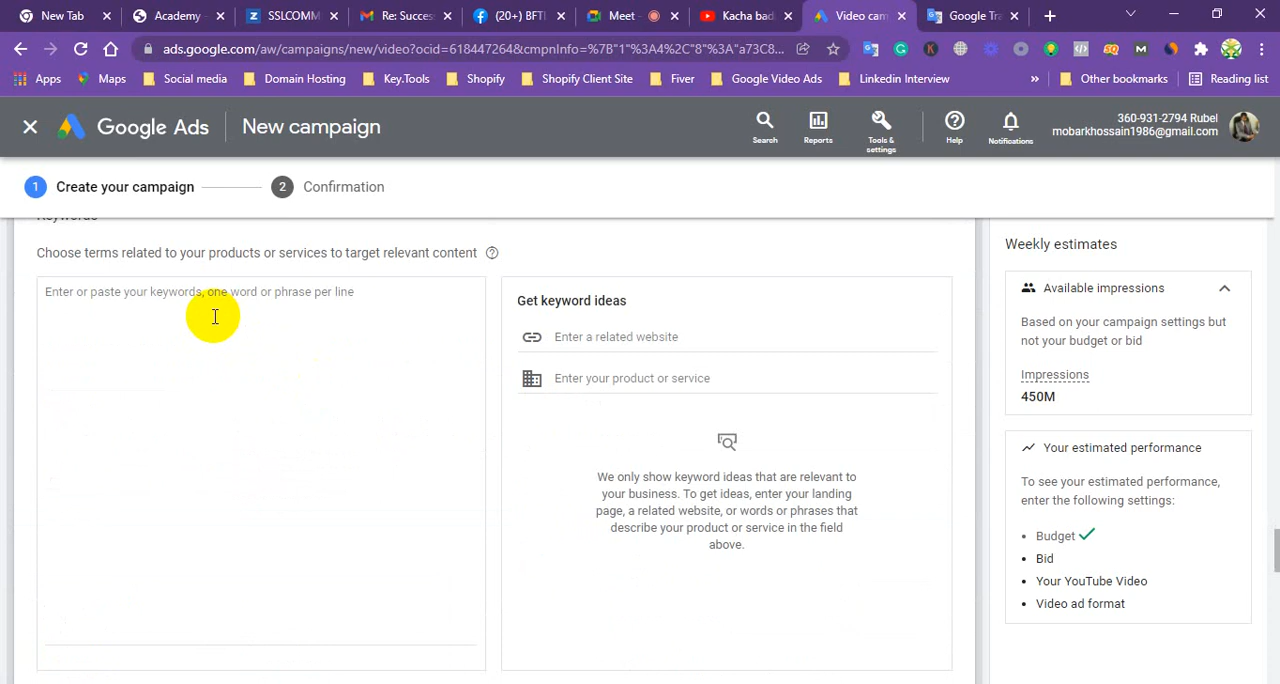 New Tab
Academy -
SSLCOMM
Re: Succes
(20+) BFTI
Meet -
Kacha bad
Video cam
Google Tra
ads.google.com/aw/campaigns/new/video?ocid=618447264&cmpnInfo=%7B"1"%3A4%2C"8"%3A"a73C8...
Apps
Maps
Social media
Domain Hosting
Key.Tools
Shopify
Shopify Client Site
Fiver
Google Video Ads
Linkedin Interview
»
Other bookmarks
Reading list
Google Ads
New campaign
Search
Reports
Tools &
settings
Help
Notifications
360-931-2794 Rubel
mobarkhossain1986@gmail.com
1 Create your campaign
2 Confirmation
Keywords
Choose terms related to your products or services to target relevant content
Enter or paste your keywords, one word or phrase per line
Get keyword ideas
Enter a related website
Enter your product or service
We only show keyword ideas that are relevant to
your business. To get ideas, enter your landing
page, a related website, or words or phrases that
describe your product or service in the field
above.
Weekly estimates
Available impressions
Based on your campaign settings but
not your budget or bid
Impressions
450M
Your estimated performance
To see your estimated performance,
enter the following settings:
• Budget
• Bid
• Your YouTube Video
• Video ad format